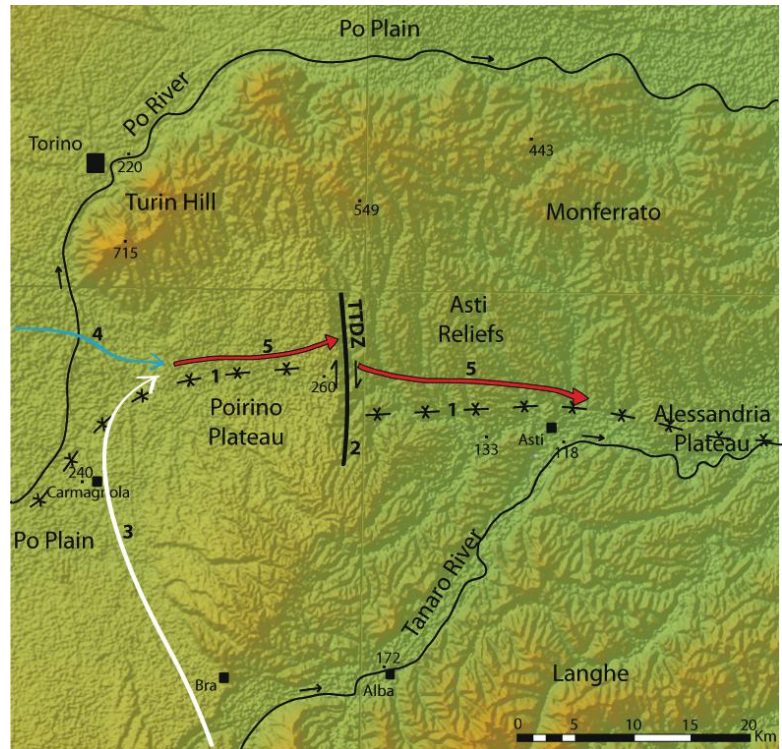 Po Plain
Po River
Torino
220
443
Turin Hill
549
Monferrato
715
TTDZ
Asti
Reliefs
4
5
5
1
260
1
Poirino
Plateau
Alessandria
Plateau
Asti
2
133
118
240
Carmagnola
3
Po Plain
Tanaro River
172
Bra
Alba
Langhe
0 5 10 15 20
Km